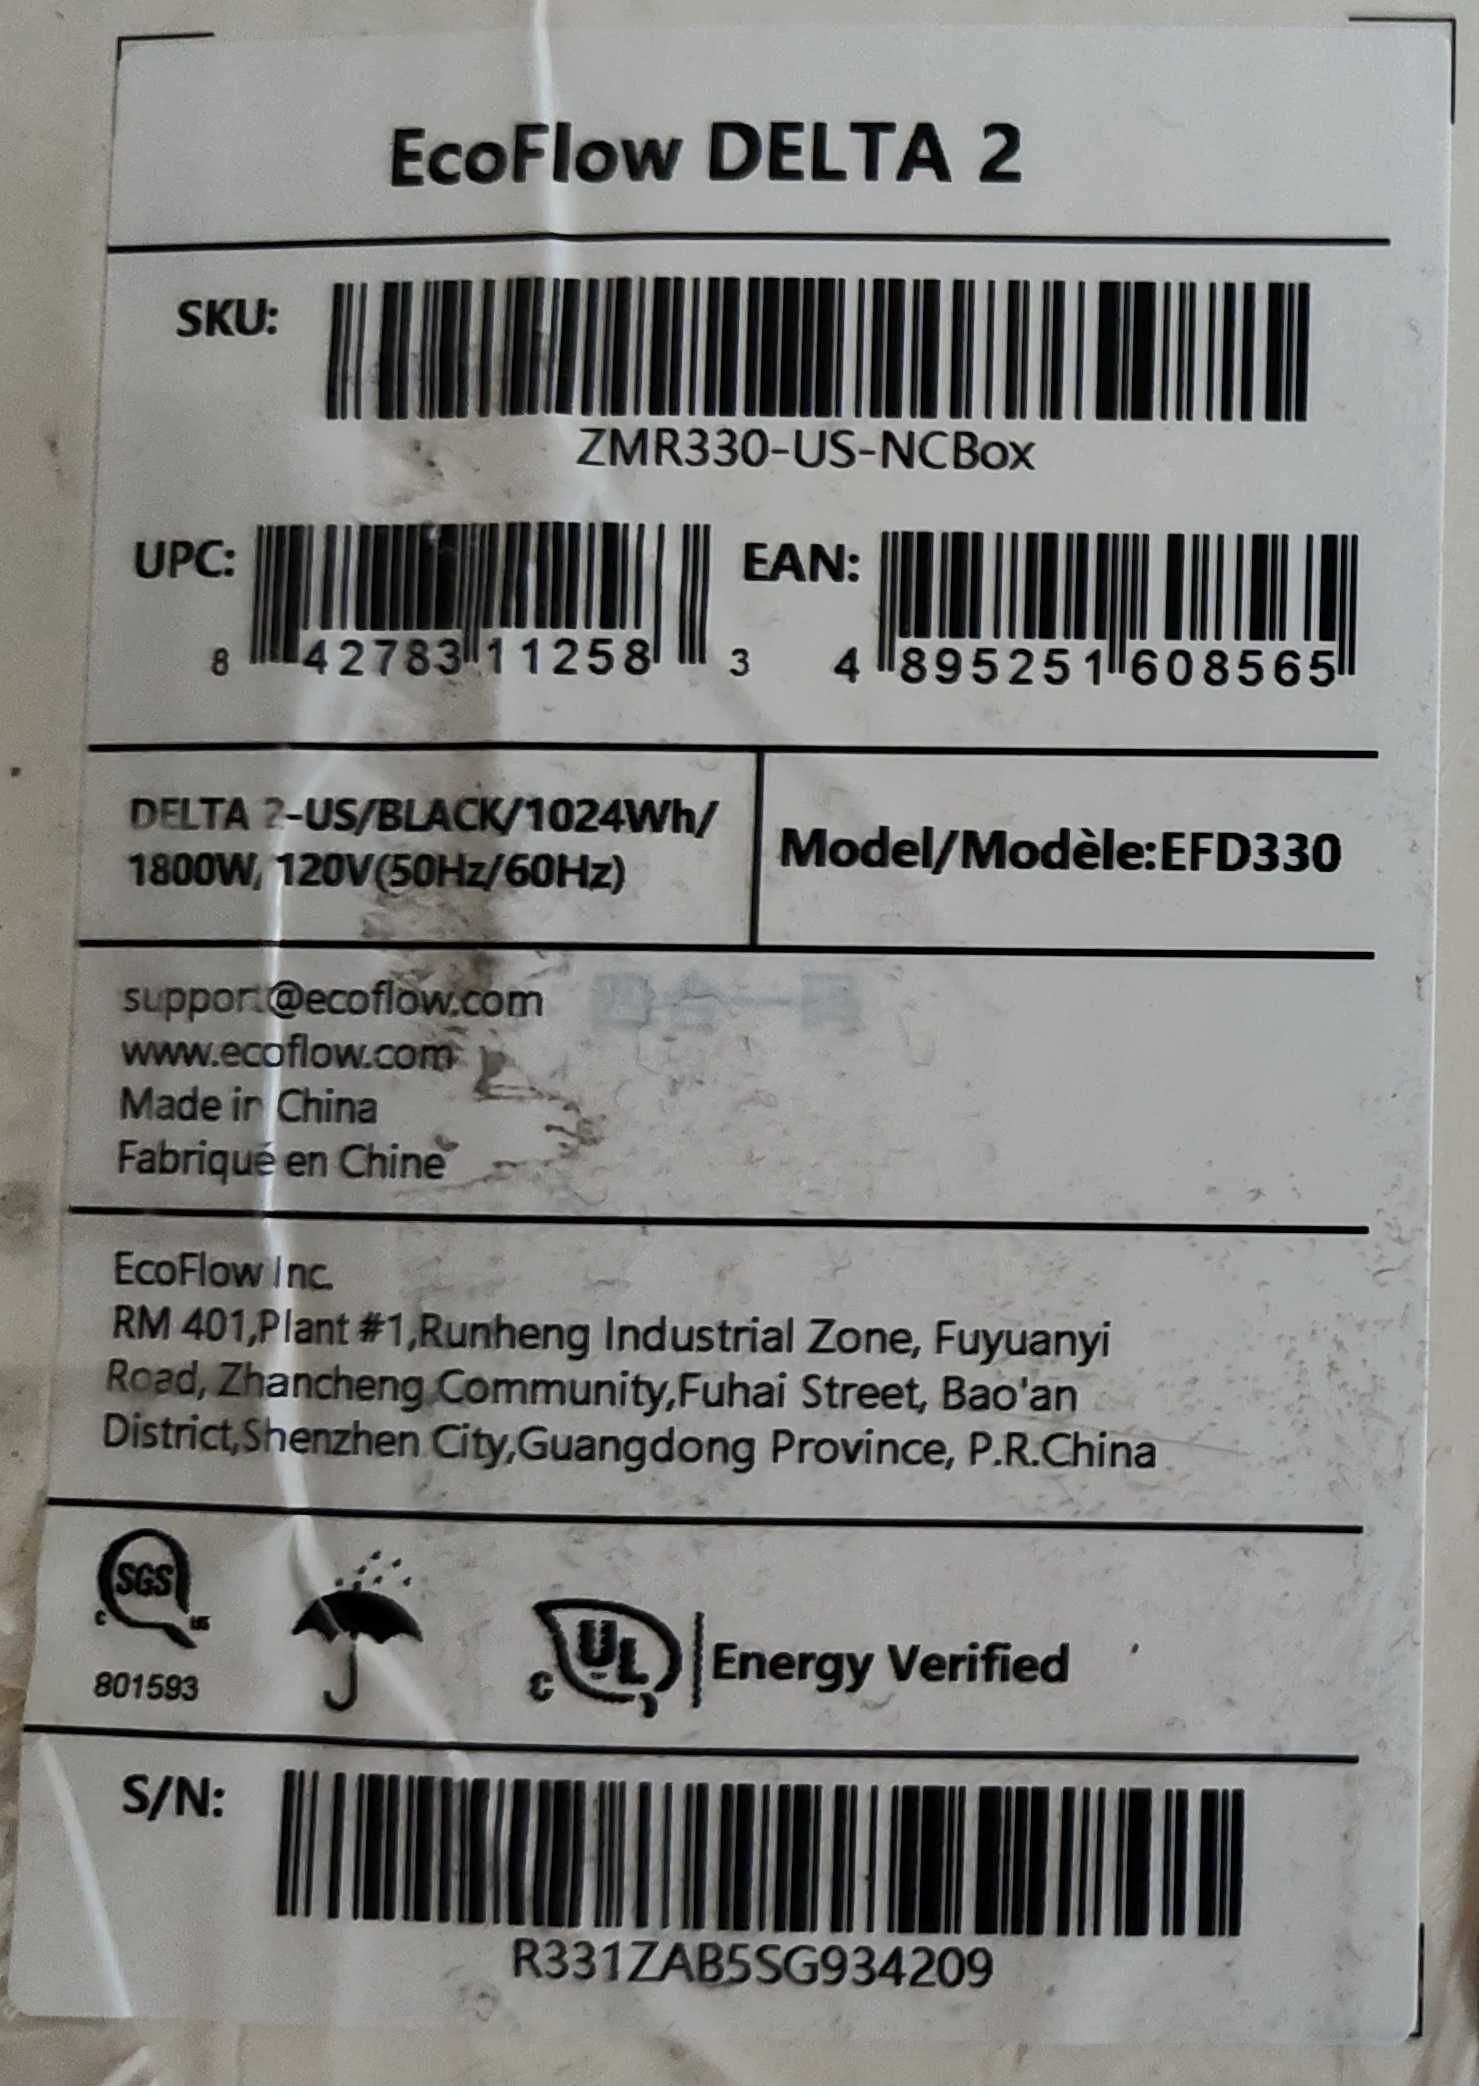 EcoFlow DELTA 2
SKU:
ZMR330-US-NCBox
UPC:
8 42783 11258 3
EAN:
4 895251 608565
DELTA 2-US/BLACK/1024Wh/
1800W, 120V(50Hz/60Hz)
Model/Modèle:EFD330
support@ecoflow.com
www.ecoflow.com
Made in China
Fabriqué en Chine
EcoFlow Inc.
RM 401,Plant #1,Runheng Industrial Zone, Fuyuanyi
Road, Zhancheng Community,Fuhai Street, Bao'an
District,Shenzhen City,Guangdong Province, P.R.China
SGS
C US
801593
C UL Energy Verified
S/N:
R331ZAB5SG934209